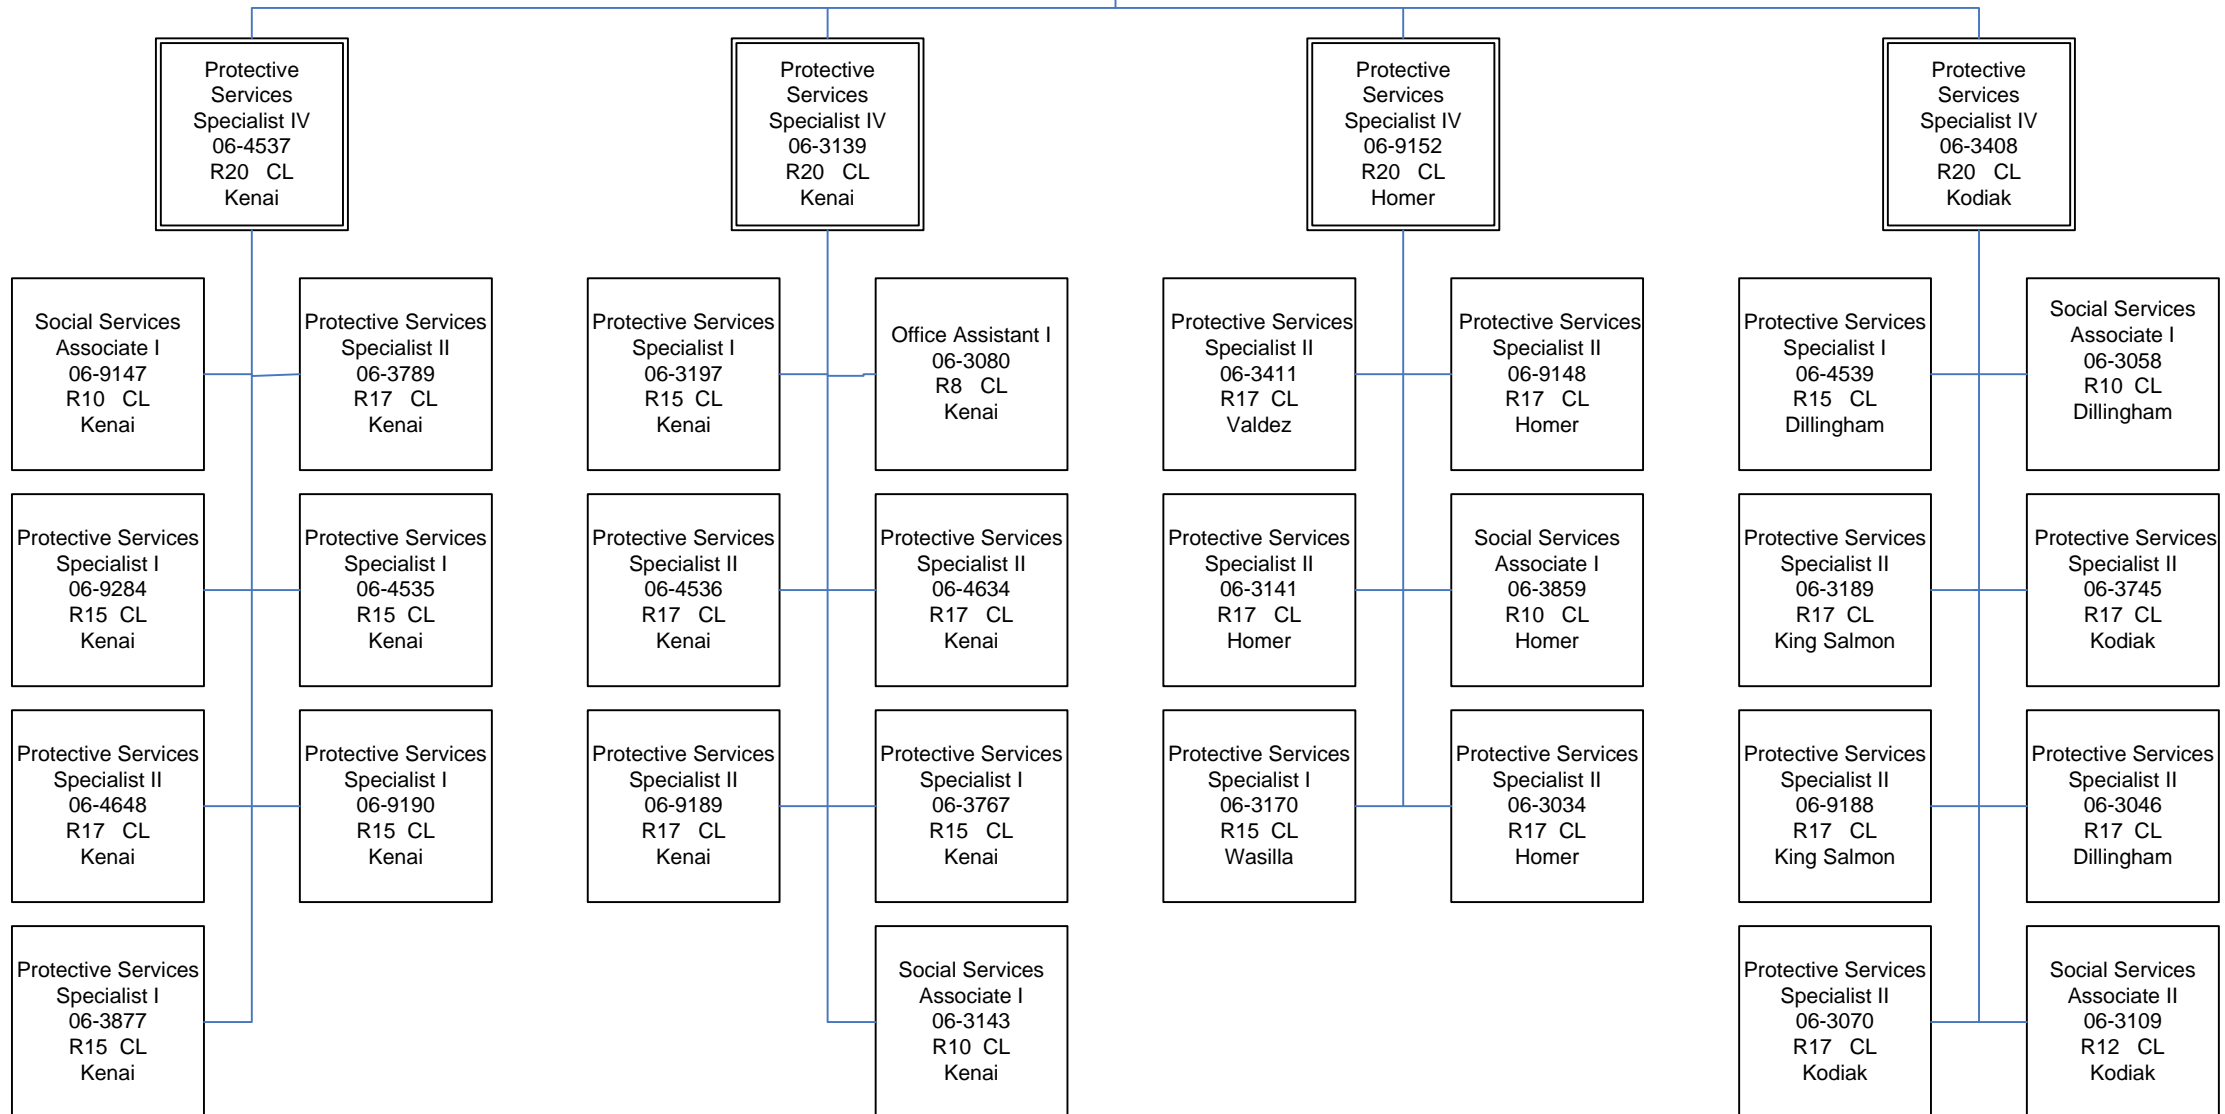 Protective
Services
Specialist IV
06-4537
R20 CL
Kenai
Protective
Services
Specialist IV
06-3139
R20 CL
Kenai
Protective
Services
Specialist IV
06-9152
R20 CL
Homer
Protective
Services
Specialist IV
06-3408
R20 CL
Kodiak
Social Services
Associate I
06-9147
R10 CL
Kenai
Protective Services
Specialist II
06-3789
R17 CL
Kenai
Protective Services
Specialist I
06-3197
R15 CL
Kenai
Office Assistant I
06-3080
R8 CL
Kenai
Protective Services
Specialist II
06-3411
R17 CL
Valdez
Protective Services
Specialist II
06-9148
R17 CL
Homer
Protective Services
Specialist I
06-4539
R15 CL
Dillingham
Social Services
Associate I
06-3058
R10 CL
Dillingham
Protective Services
Specialist I
06-9284
R15 CL
Kenai
Protective Services
Specialist I
06-4535
R15 CL
Kenai
Protective Services
Specialist II
06-4536
R17 CL
Kenai
Protective Services
Specialist II
06-4634
R17 CL
Kenai
Protective Services
Specialist II
06-3141
R17 CL
Homer
Social Services
Associate I
06-3859
R10 CL
Homer
Protective Services
Specialist II
06-3189
R17 CL
King Salmon
Protective Services
Specialist II
06-3745
R17 CL
Kodiak
Protective Services
Specialist II
06-4648
R17 CL
Kenai
Protective Services
Specialist I
06-9190
R15 CL
Kenai
Protective Services
Specialist II
06-9189
R17 CL
Kenai
Protective Services
Specialist I
06-3767
R15 CL
Kenai
Protective Services
Specialist I
06-3170
R15 CL
Wasilla
Protective Services
Specialist II
06-3034
R17 CL
Homer
Protective Services
Specialist II
06-9188
R17 CL
King Salmon
Protective Services
Specialist II
06-3046
R17 CL
Dillingham
Protective Services
Specialist I
06-3877
R15 CL
Kenai
Social Services
Associate I
06-3143
R10 CL
Kenai
Protective Services
Specialist II
06-3070
R17 CL
Kodiak
Social Services
Associate II
06-3109
R12 CL
Kodiak